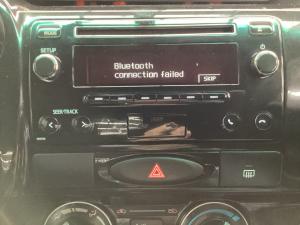 MODE
SETUP
Bluetooth
connection failed
SKIP
SEEK/TRACK